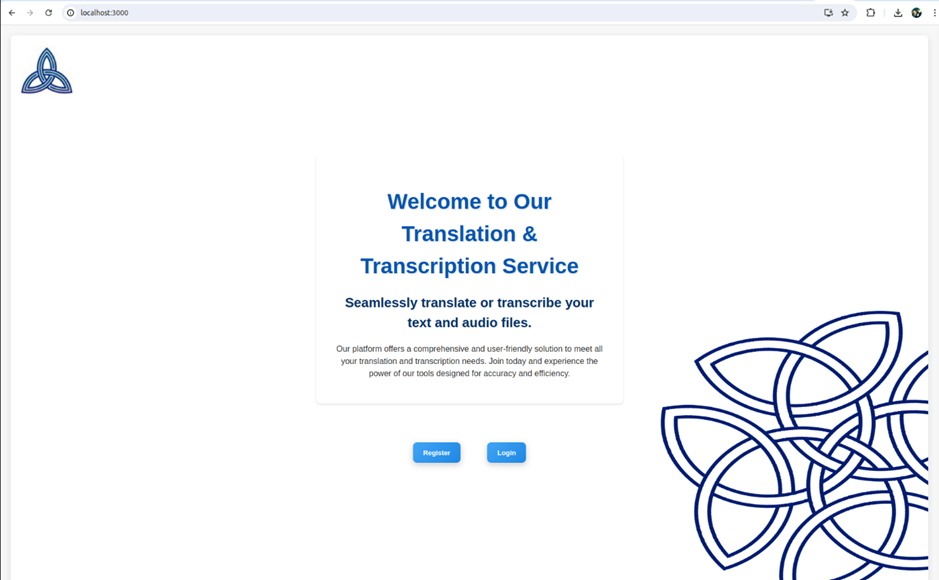 localhost:3000
Welcome to Our
Translation &
Transcription Service
Seamlessly translate or transcribe your
text and audio files.
Our platform offers a comprehensive and user-friendly solution to meet all
your translation and transcription needs. Join today and experience the
power of our tools designed for accuracy and efficiency.
Register
Login